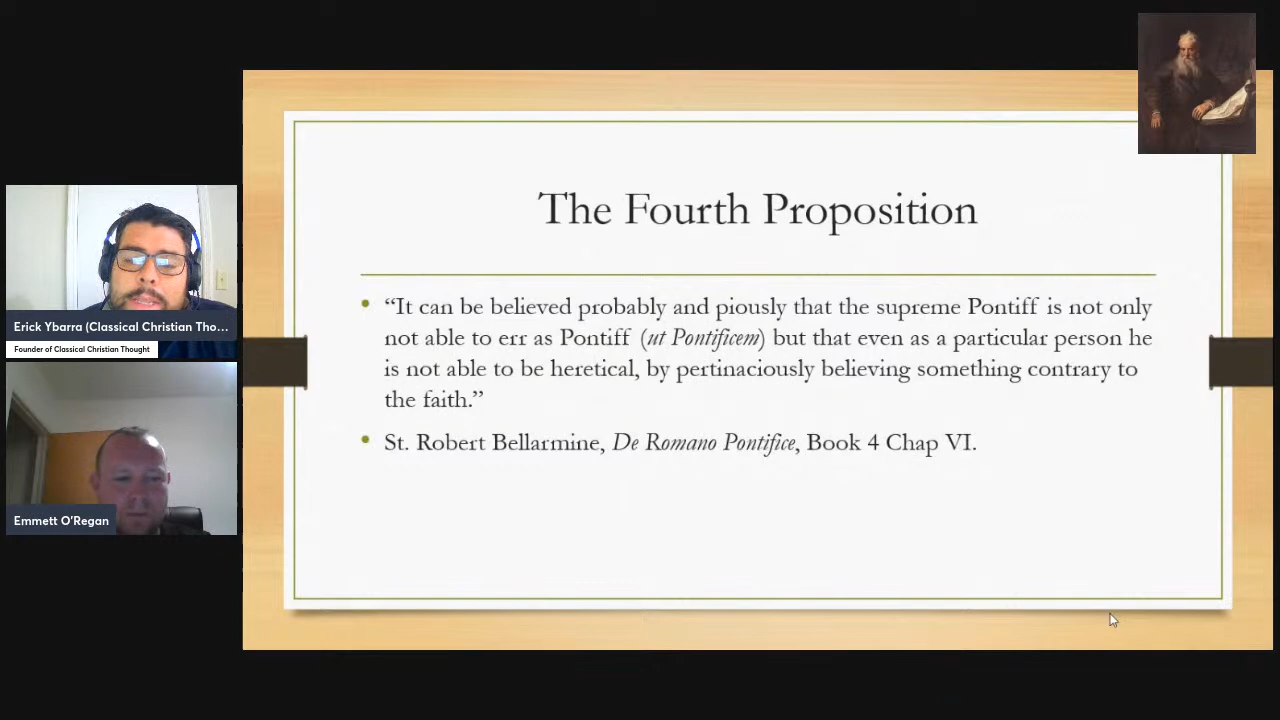 The Fourth Proposition
• “It can be believed probably and piously that the supreme Pontiff is not only
not able to err as Pontiff (ut Pontificem) but that even as a particular person he
is not able to be heretical, by pertinaciously believing something contrary to
the faith.”
• St. Robert Bellarmine, De Romano Pontifice, Book 4 Chap VI.
Erick Ybarra (Classical Christian Tho...
Founder of Classical Christian Thought
Emmett O'Regan